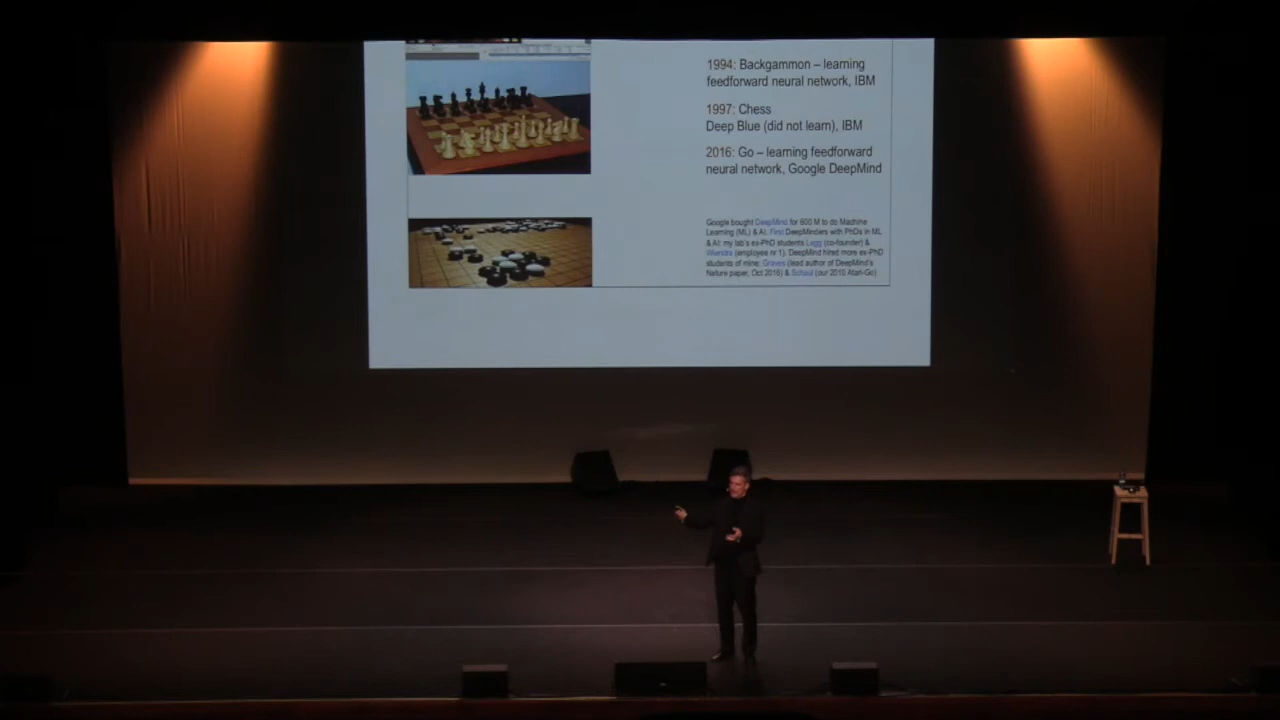 1994: Backgammon – learning
feedforward neural network, IBM
1997: Chess
Deep Blue (did not learn), IBM
2016: Go – learning feedforward
neural network, Google DeepMind
Google bought DeepMind for 600 M to do Machine
Learning (ML) & AI. First DeepMinders with PhDs in ML
& AI: my lab's ex-PhD students Legg (co-founder) &
Wierstra (employee nr 1). DeepMind hired more ex-PhD
students of mine: Graves (lead author of DeepMind's
Nature paper, Oct 2016) & Schaul (our 2010 Atari-Go)